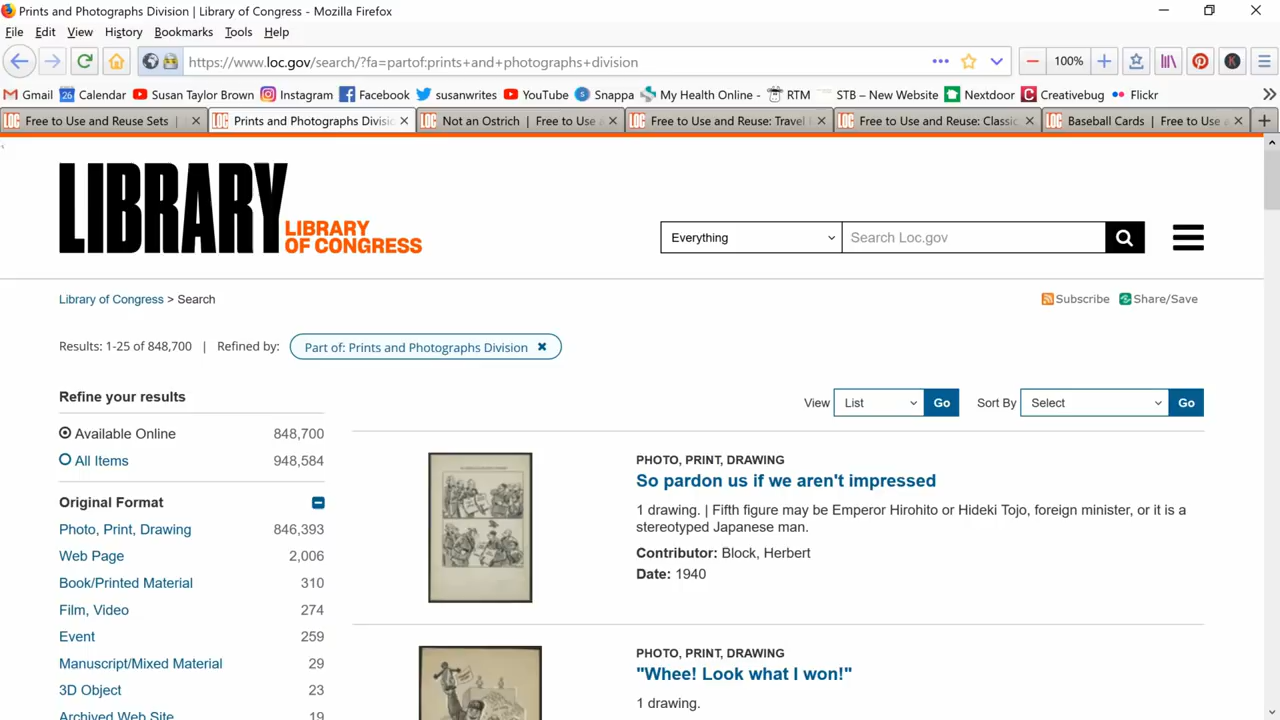 Prints and Photographs Division | Library of Congress - Mozilla Firefox
File Edit View History Bookmarks Tools Help
https://www.loc.gov/search/?fa=partof:prints+and+photographs+division
100%
Gmail Calendar Susan Taylor Brown Instagram Facebook susanwrites YouTube Snappa My Health Online - RTM STB – New Website Nextdoor Creativebug Flickr
LOC Free to Use and Reuse Sets | LOC Prints and Photographs Divisio LOC Not an Ostrich | Free to Use a LOC Free to Use and Reuse: Travel LOC Free to Use and Reuse: Classic LOC Baseball Cards | Free to Use a
LIBRARY
LIBRARY
OF CONGRESS
Everything Search Loc.gov
Library of Congress > Search
Subscribe Share/Save
Results: 1-25 of 848,700 | Refined by: Part of: Prints and Photographs Division
Refine your results
Available Online 848,700
All Items 948,584
Original Format
Photo, Print, Drawing 846,393
Web Page 2,006
Book/Printed Material 310
Film, Video 274
Event 259
Manuscript/Mixed Material 29
3D Object 23
Archived Web Site 19
View List Go Sort By Select Go
PHOTO, PRINT, DRAWING
So pardon us if we aren't impressed
1 drawing. | Fifth figure may be Emperor Hirohito or Hideki Tojo, foreign minister, or it is a
stereotyped Japanese man.
Contributor: Block, Herbert
Date: 1940
PHOTO, PRINT, DRAWING
"Whee! Look what I won!"
1 drawing.